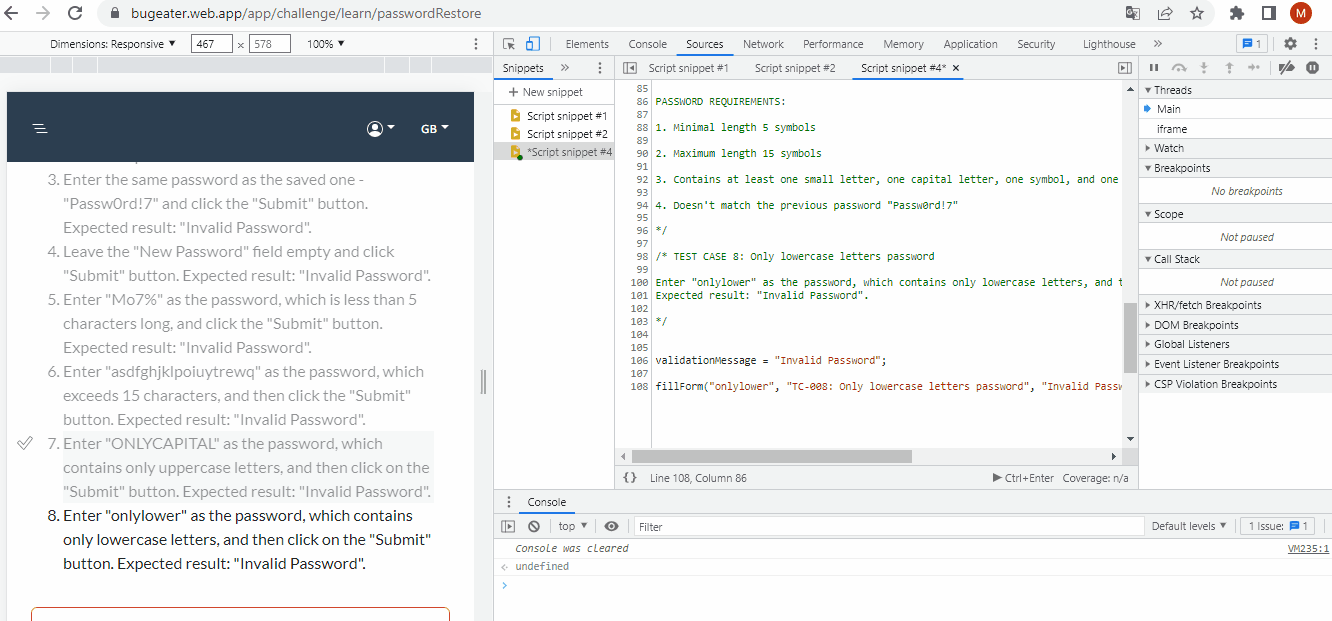 bugeater.web.app/app/challenge/learn/passwordRestore
M
Dimensions: Responsive ▼ 467 × 578 100% ▼
Elements Console Sources Network Performance Memory Application Security Lighthouse » 1
Snippets »
Script snippet #1 Script snippet #2 Script snippet #4* ×
+ New snippet
Script snippet #1
Script snippet #2
*Script snippet #4
GB
3. Enter the same password as the saved one -
"Passw0rd!7" and click the "Submit" button.
Expected result: "Invalid Password".
4. Leave the "New Password" field empty and click
"Submit" button. Expected result: "Invalid Password".
5. Enter "Mo7%" as the password, which is less than 5
characters long, and click the "Submit" button.
Expected result: "Invalid Password".
6. Enter "asdfghjklpoiuytrewq" as the password, which
exceeds 15 characters, and then click the "Submit"
button. Expected result: "Invalid Password".
7. Enter "ONLYCAPITAL" as the password, which
contains only uppercase letters, and then click on the
"Submit" button. Expected result: "Invalid Password".
8. Enter "onlylower" as the password, which contains
only lowercase letters, and then click on the "Submit"
button. Expected result: "Invalid Password".
85
86 PASSWORD REQUIREMENTS:
87
88 1. Minimal length 5 symbols
89
90 2. Maximum length 15 symbols
91
92 3. Contains at least one small letter, one capital letter, one symbol, and one
93
94 4. Doesn't match the previous password "Passw0rd!7"
95
96 */
97
98 /* TEST CASE 8: Only lowercase letters password
99
100 Enter "onlylower" as the password, which contains only lowercase letters, and t
101 Expected result: "Invalid Password".
102
103 */
104
105
106 validationMessage = "Invalid Password";
107
108 fillForm("onlylower", "TC-008: Only lowercase letters password", "Invalid Passw
{} Line 108, Column 86 ▶ Ctrl+Enter Coverage: n/a
Threads
Main
iframe
Watch
Breakpoints
No breakpoints
Scope
Not paused
Call Stack
Not paused
XHR/fetch Breakpoints
DOM Breakpoints
Global Listeners
Event Listener Breakpoints
CSP Violation Breakpoints
Console
top ▼ Filter Default levels ▼ 1 Issue: 1
Console was cleared VM235:1
undefined